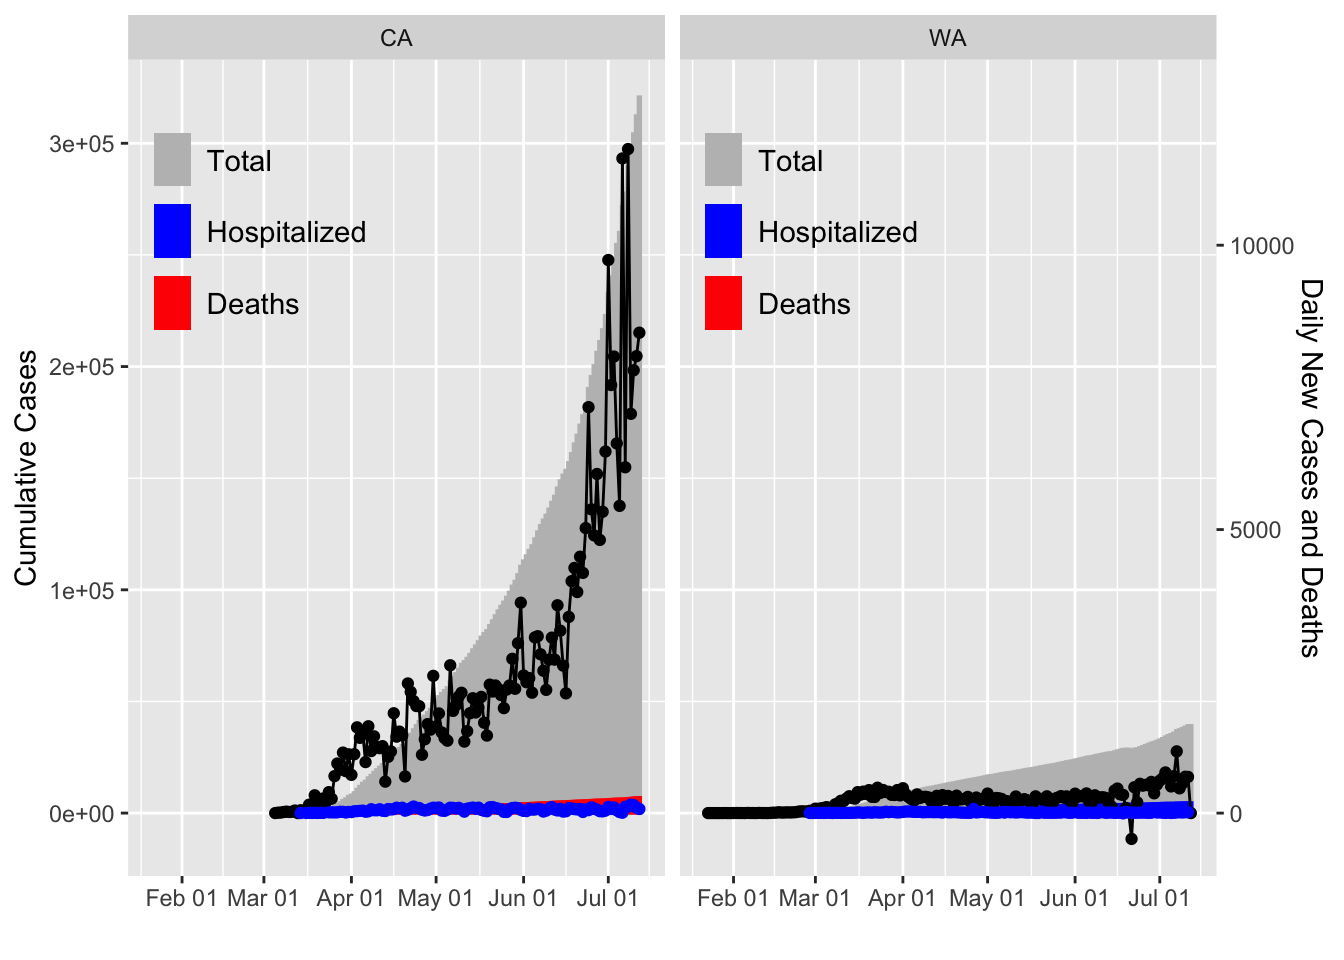 CA
WA
Total
Hospitalized
Deaths
Total
Hospitalized
Deaths
Cumulative Cases
3e+05
2e+05
1e+05
0e+00
10000
5000
0
Daily New Cases and Deaths
Feb 01 Mar 01 Apr 01 May 01 Jun 01 Jul 01
Feb 01 Mar 01 Apr 01 May 01 Jun 01 Jul 01